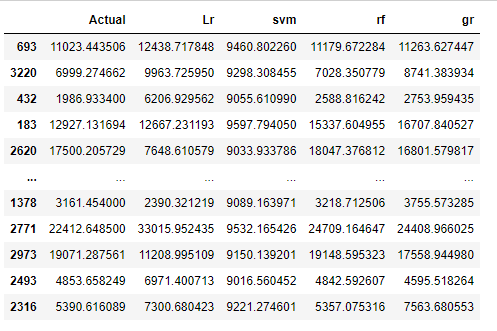 Actual Lr svm rf gr
693 11023.443506 12438.717848 9460.802260 11179.672284 11263.627447
3220 6999.274662 9963.725950 9298.308455 7028.350779 8741.383934
432 1986.933400 6206.929562 9055.610990 2588.816242 2753.959435
183 12927.131694 12667.231193 9597.794050 15337.604955 16707.840527
2620 17500.205729 7648.610579 9033.933786 18047.376812 16801.579817
... ... ... ... ... ...
1378 3161.454000 2390.321219 9089.163971 3218.712506 3755.573285
2771 22412.648500 33015.952435 9532.165426 24709.164647 24408.966025
2973 19071.287561 11208.995109 9150.139201 19148.595323 17558.944980
2493 4853.658249 6971.400713 9016.560452 4842.592607 4595.518264
2316 5390.616089 7300.680423 9221.274601 5357.075316 7563.680553